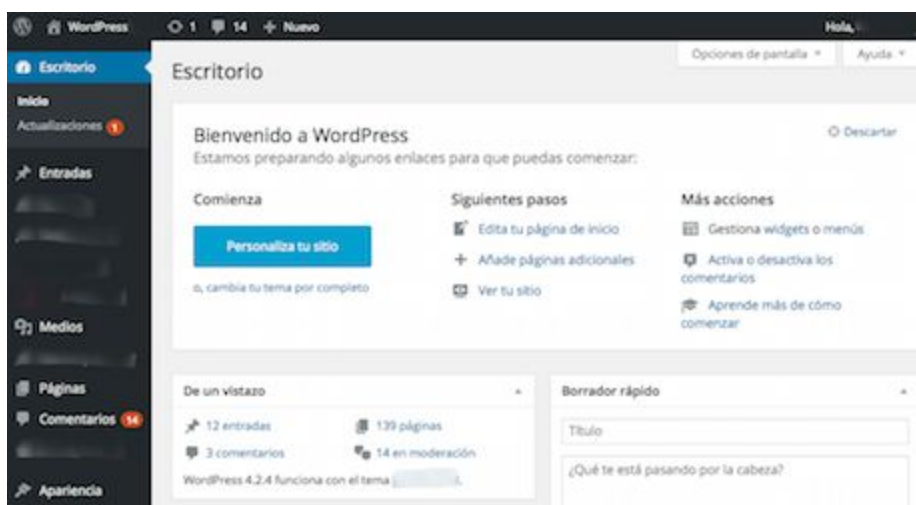 WordPress 1 14 + Nuevo Hola,
Escritorio
Inicio
Actualizaciones 1
Entradas
Medios
Páginas
Comentarios 14
Apariencia
Opciones de pantalla Ayuda
Escritorio
Bienvenido a WordPress
Descartar
Estamos preparando algunos enlaces para que puedas comenzar:
Comienza
Personaliza tu sitio
o, cambia tu tema por completo
Siguientes pasos
Edita tu página de inicio
Añade páginas adicionales
Ver tu sitio
Más acciones
Gestiona widgets o menús
Activa o desactiva los
comentarios
Aprende más de cómo
comenzar
De un vistazo
12 entradas 139 páginas
3 comentarios 14 en moderación
WordPress 4.2.4 funciona con el tema
Borrador rápido
Título
¿Qué te está pasando por la cabeza?